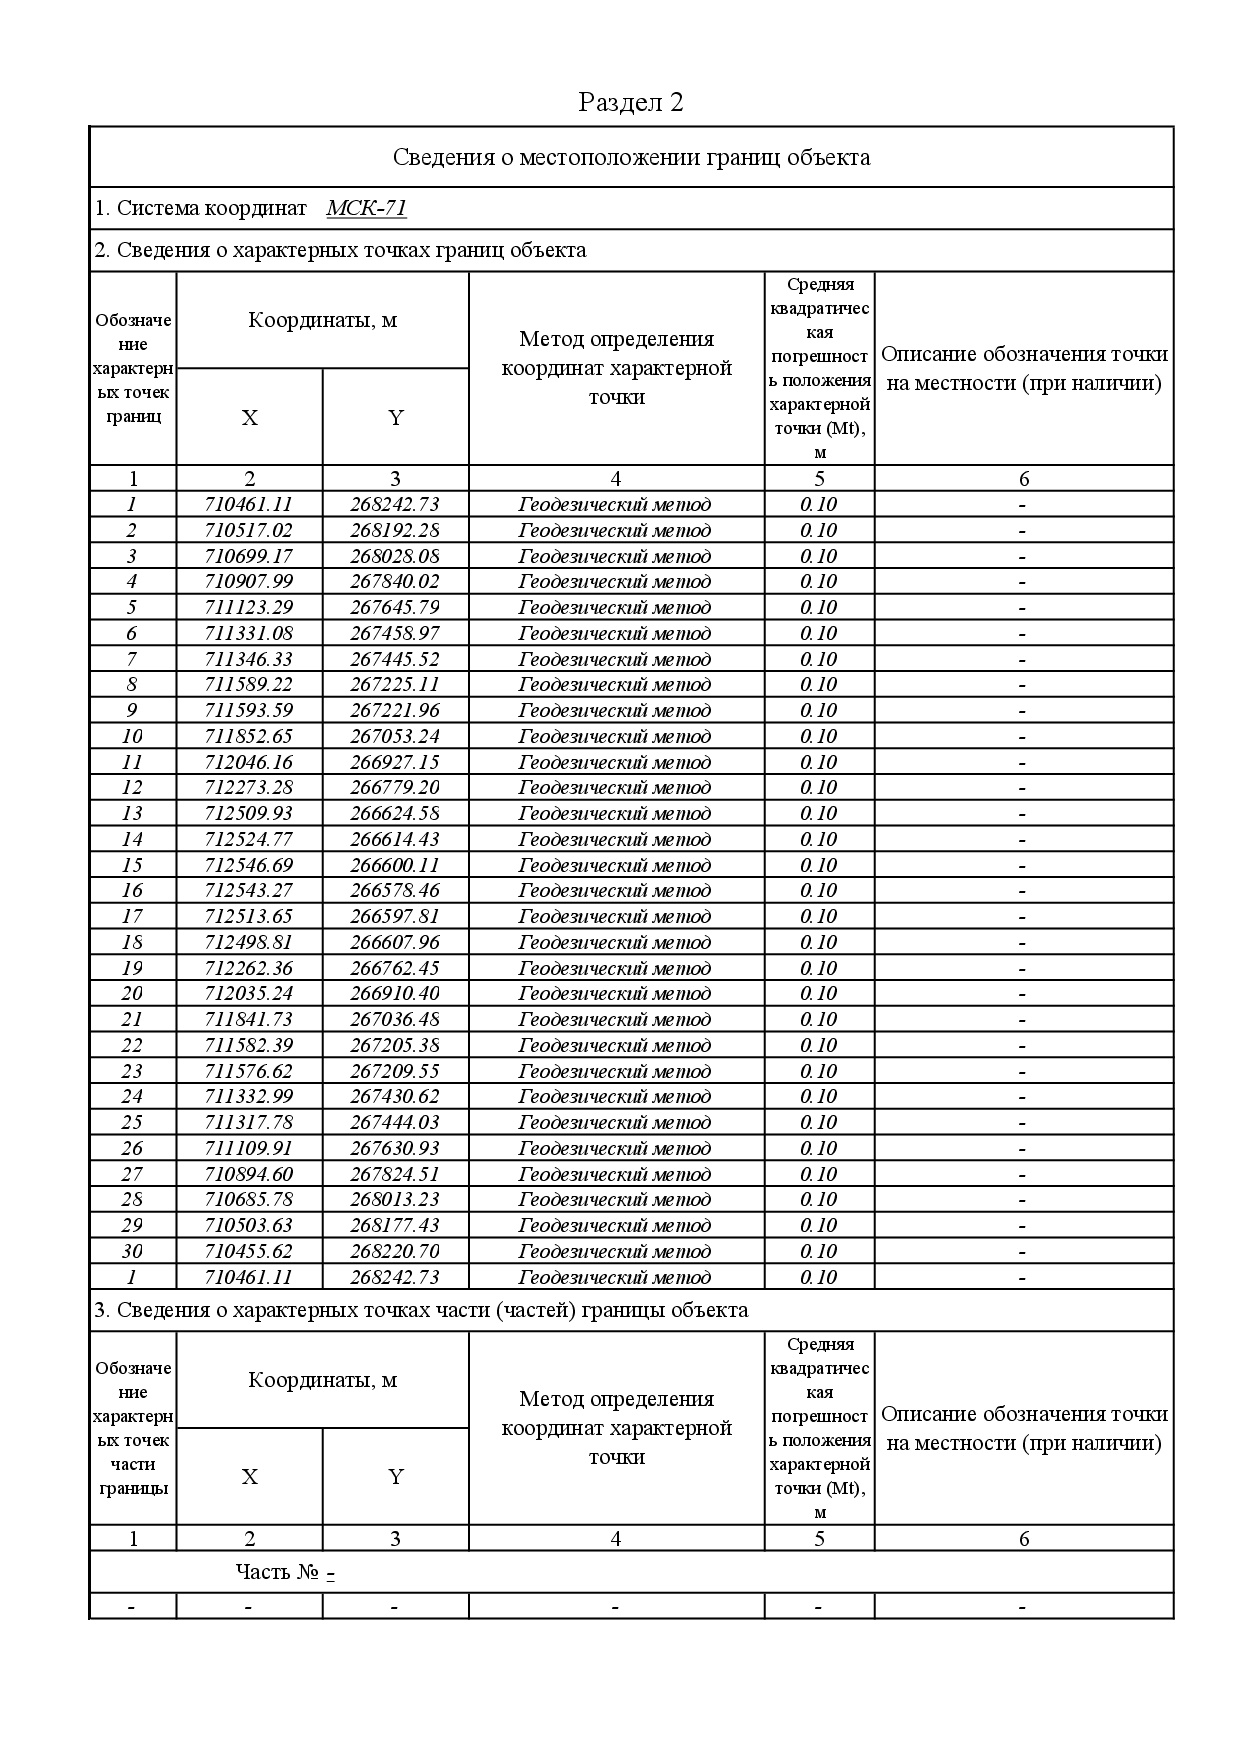 Раздел 2
Сведения о местоположении границ объекта
1. Система координат МСК-71
2. Сведения о характерных точках границ объекта
Обозначе
ние
характерн
ых точек
границ
Координаты, м
X
Y
Метод определения
координат характерной
точки
Средняя
квадратичес
кая
погрешност
ь положения
характерной
точки (Mt),
м
Описание обозначения точки
на местности (при наличии)
1 2 3 4 5 6
1 710461.11 268242.73 Геодезический метод 0.10 -
2 710517.02 268192.28 Геодезический метод 0.10 -
3 710699.17 268028.08 Геодезический метод 0.10 -
4 710907.99 267840.02 Геодезический метод 0.10 -
5 711123.29 267645.79 Геодезический метод 0.10 -
6 711331.08 267458.97 Геодезический метод 0.10 -
7 711346.33 267445.52 Геодезический метод 0.10 -
8 711589.22 267225.11 Геодезический метод 0.10 -
9 711593.59 267221.96 Геодезический метод 0.10 -
10 711852.65 267053.24 Геодезический метод 0.10 -
11 712046.16 266927.15 Геодезический метод 0.10 -
12 712273.28 266779.20 Геодезический метод 0.10 -
13 712509.93 266624.58 Геодезический метод 0.10 -
14 712524.77 266614.43 Геодезический метод 0.10 -
15 712546.69 266600.11 Геодезический метод 0.10 -
16 712543.27 266578.46 Геодезический метод 0.10 -
17 712513.65 266597.81 Геодезический метод 0.10 -
18 712498.81 266607.96 Геодезический метод 0.10 -
19 712262.36 266762.45 Геодезический метод 0.10 -
20 712035.24 266910.40 Геодезический метод 0.10 -
21 711841.73 267036.48 Геодезический метод 0.10 -
22 711582.39 267205.38 Геодезический метод 0.10 -
23 711576.62 267209.55 Геодезический метод 0.10 -
24 711332.99 267430.62 Геодезический метод 0.10 -
25 711317.78 267444.03 Геодезический метод 0.10 -
26 711109.91 267630.93 Геодезический метод 0.10 -
27 710894.60 267824.51 Геодезический метод 0.10 -
28 710685.78 268013.23 Геодезический метод 0.10 -
29 710503.63 268177.43 Геодезический метод 0.10 -
30 710455.62 268220.70 Геодезический метод 0.10 -
1 710461.11 268242.73 Геодезический метод 0.10 -
3. Сведения о характерных точках части (частей) границы объекта
Обозначе
ние
характерн
ых точек
части
границы
Координаты, м
X
Y
Метод определения
координат характерной
точки
Средняя
квадратичес
кая
погрешност
ь положения
характерной
точки (Mt),
м
Описание обозначения точки
на местности (при наличии)
1 2 3 4 5 6
Часть № -
- - - - - -